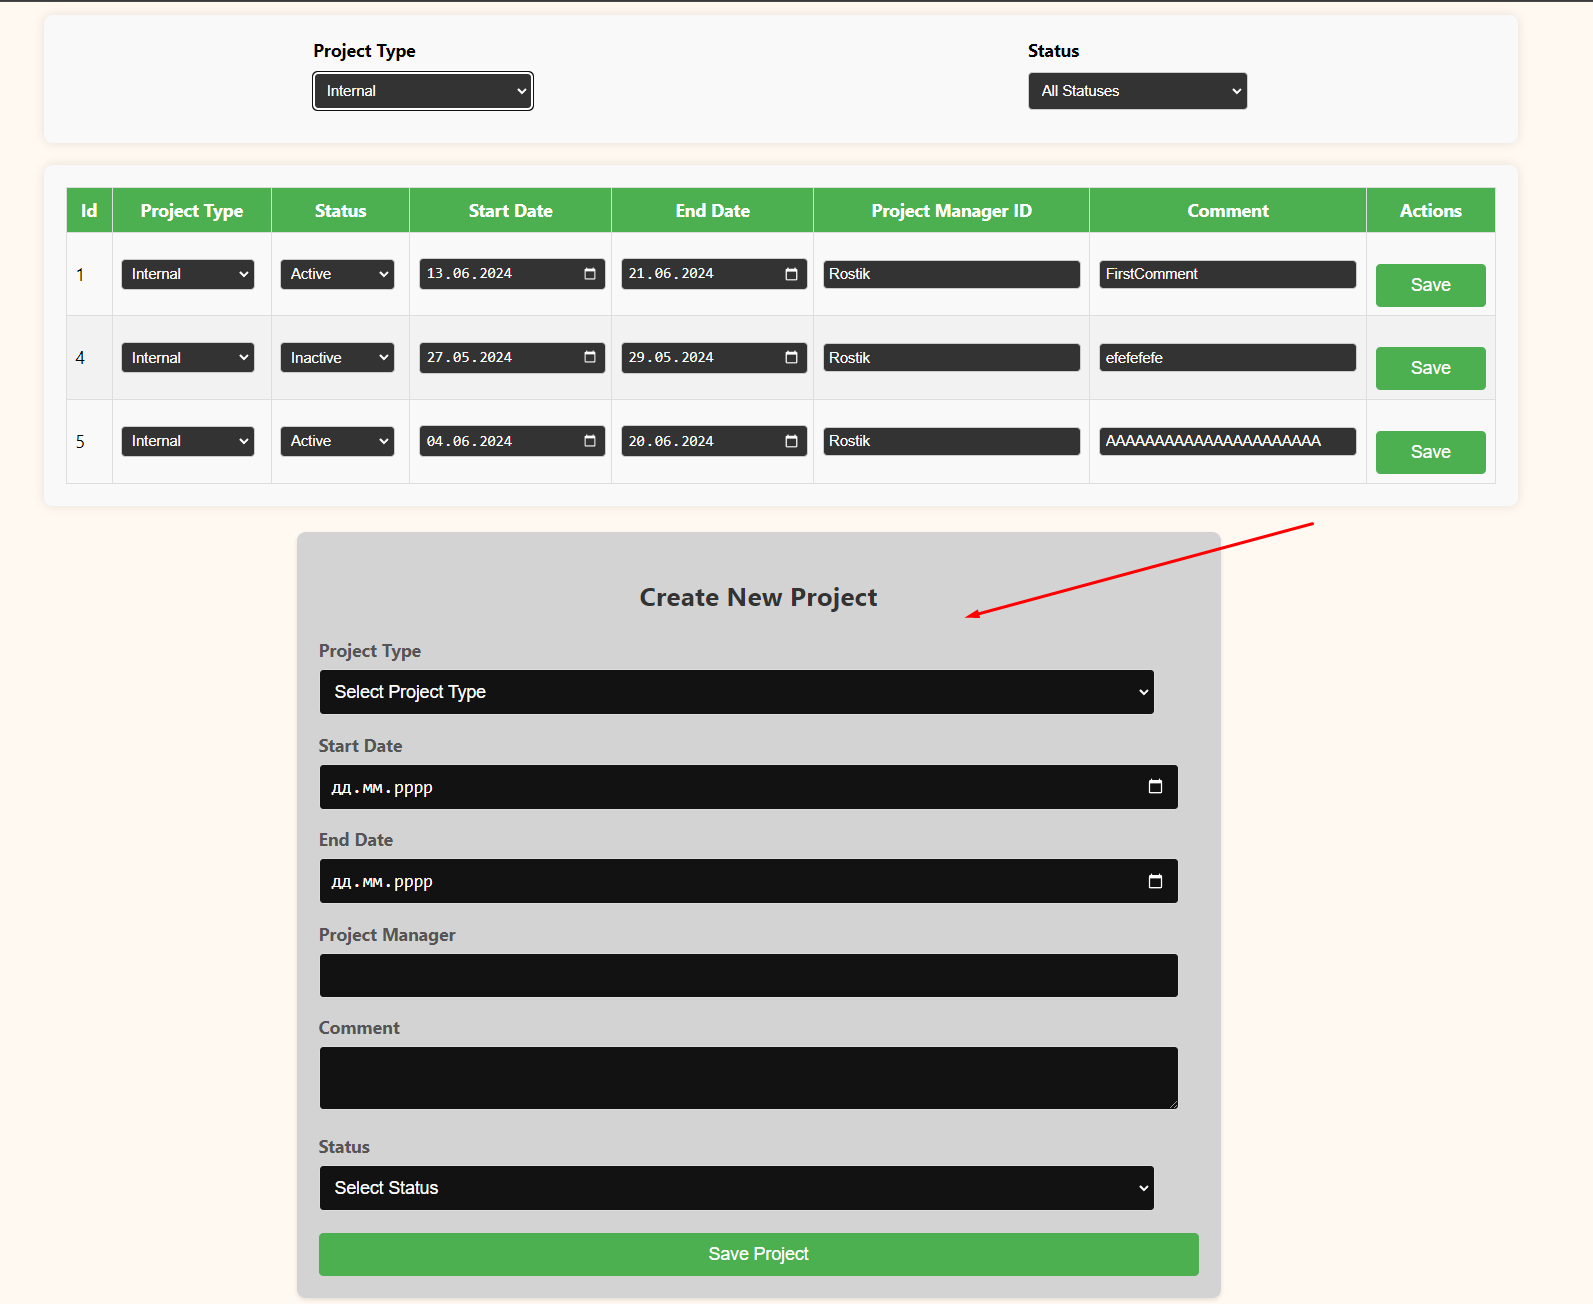 Project Type Status
Internal All Statuses
Id Project Type Status Start Date End Date Project Manager ID Comment Actions
1 Internal Active 13.06.2024 21.06.2024 Rostik FirstComment Save
4 Internal Inactive 27.05.2024 29.05.2024 Rostik efefefefe Save
5 Internal Active 04.06.2024 20.06.2024 Rostik AAAAAAAAAAAAAAAAAAAAAA Save
Create New Project
Project Type
Select Project Type
Start Date
дд.мм.рррр
End Date
дд.мм.рррр
Project Manager
Comment
Status
Select Status
Save Project